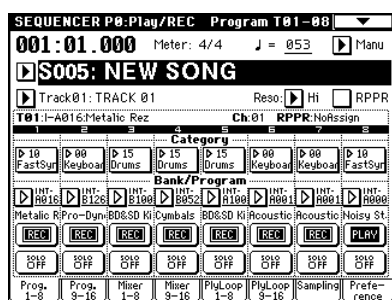 SEQUENCER P0:Play/REC Program T01-08
001:01.000 Meter: 4/4 ♩ = 053 Manu
S005: NEW SONG
Track01: TRACK 01 Reso: Hi RPPR
T01:I-A016:Metalic Rez Ch:01 RPPR:NoAssign
1 2 3 4 5 6 7 8
Category
10 00 15 15 15 00 00 10
FastSyn Keyboar Drums Drums Drums Keyboar Keyboar FastSyn
Bank/Program
INT- INT- INT- INT- INT- INT- INT- INT-
A016 B126 B100 B052 A100 A001 A001 A000
Metalic R Pro-Dyn BD&SD Ki Cymbals BD&SD Ki Acoustic Acoustic Noisy St
REC REC REC REC REC REC REC PLAY
SOLO SOLO SOLO SOLO SOLO SOLO SOLO SOLO
OFF OFF OFF OFF OFF OFF OFF OFF
Prog. Prog. Mixer Mixer PlyLoop PlyLoop Sampling Prefe-
1-8 9-16 1-8 9-16 1-8 9-16 rence